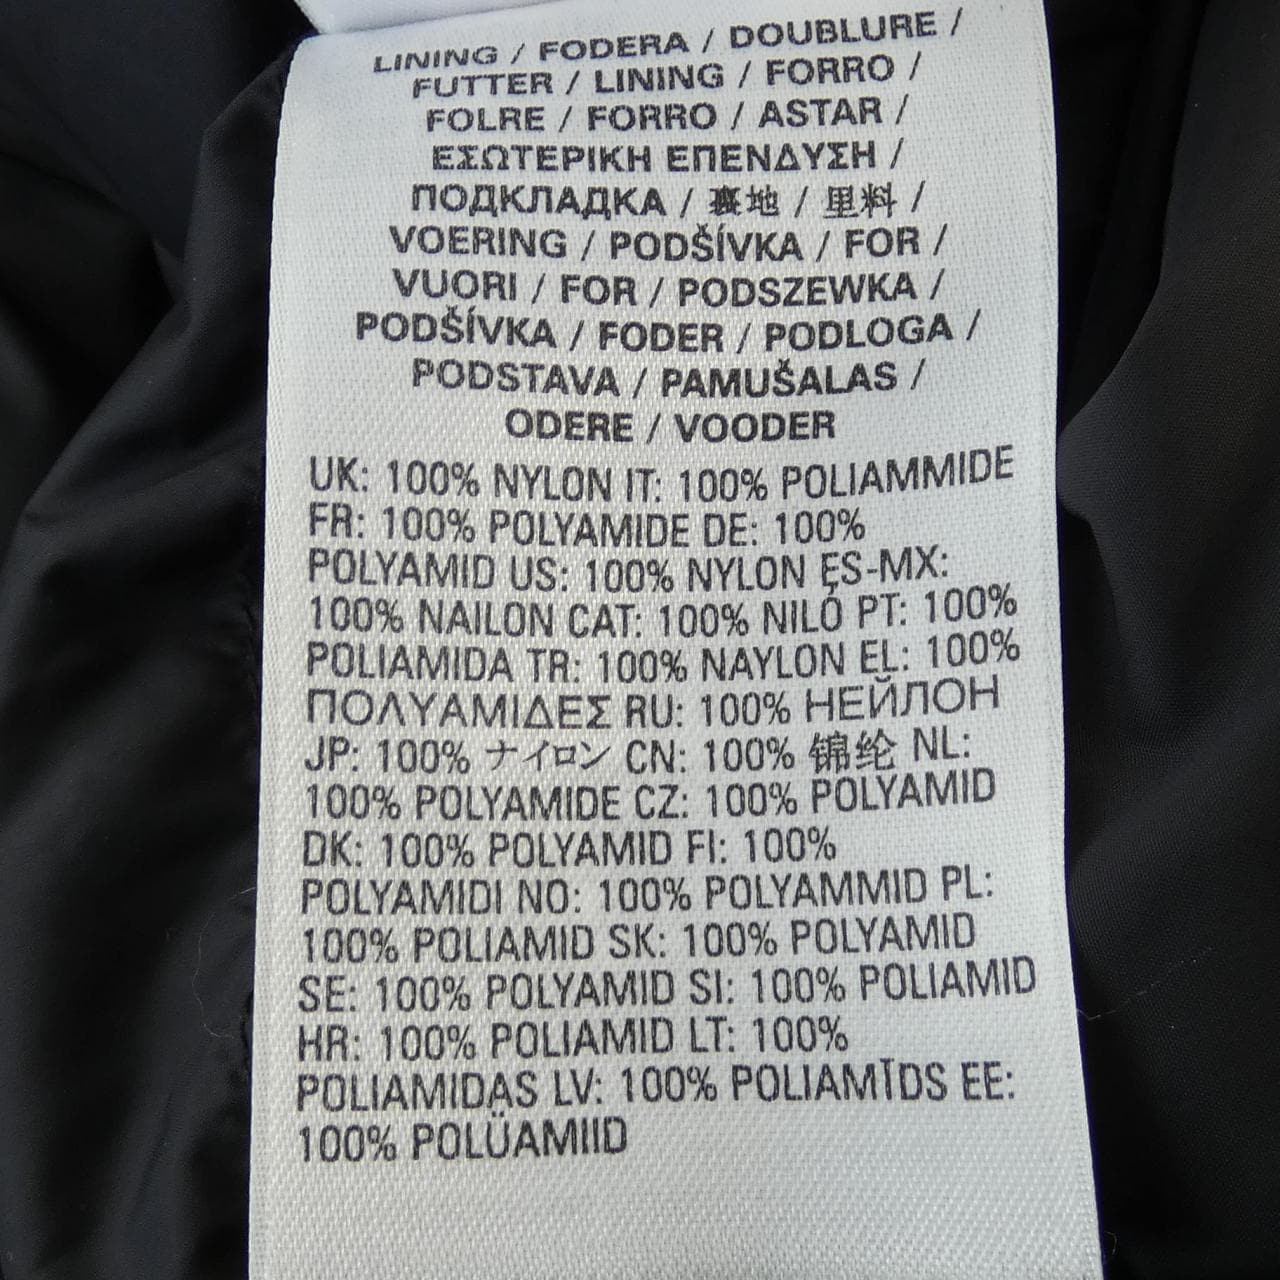 LINING / FODERA / DOUBLURE /
FUTTER / LINING / FORRO /
FOLRE / FORRO / ASTAR /
ΕΣΩΤΕΡΙΚΗ ΕΠΕΝΔΥΣΗ /
ПОДКЛАДКА / 裏地 / 里料 /
VOERING / PODŠÍVKA / FOR /
VUORI / FOR / PODSZEWKA /
PODŠÍVKA / FODER / PODLOGA /
PODSTAVA / PAMUŠALAS /
ODERE / VOODER
UK: 100% NYLON IT: 100% POLIAMMIDE
FR: 100% POLYAMIDE DE: 100%
POLYAMID US: 100% NYLON ES-MX:
100% NAILON CAT: 100% NILÓ PT: 100%
POLIAMIDA TR: 100% NAYLON EL: 100%
ΠΟΛΥΑΜΙΔΕΣ RU: 100% НЕЙЛОН
JP: 100% ナイロン CN: 100% 锦纶 NL:
100% POLYAMIDE CZ: 100% POLYAMID
DK: 100% POLYAMID FI: 100%
POLYAMIDI NO: 100% POLYAMMID PL:
100% POLIAMID SK: 100% POLYAMID
SE: 100% POLYAMID SI: 100% POLIAMID
HR: 100% POLIAMID LT: 100%
POLIAMIDAS LV: 100% POLIAMĪDS EE:
100% POLÜAMIID